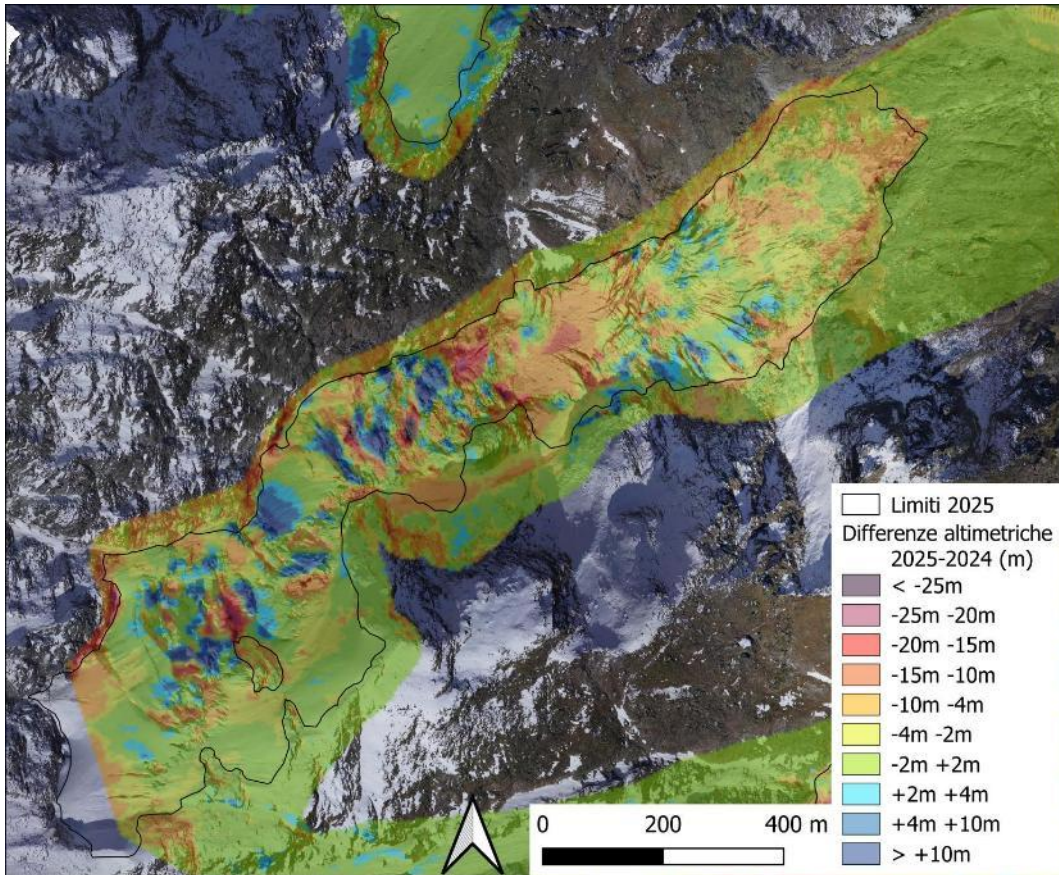 Limiti 2025
Differenze altimetriche
2025-2024 (m)
< -25m
-25m -20m
-20m -15m
-15m -10m
-10m -4m
-4m -2m
-2m +2m
+2m +4m
+4m +10m
> +10m
0 200 400 m